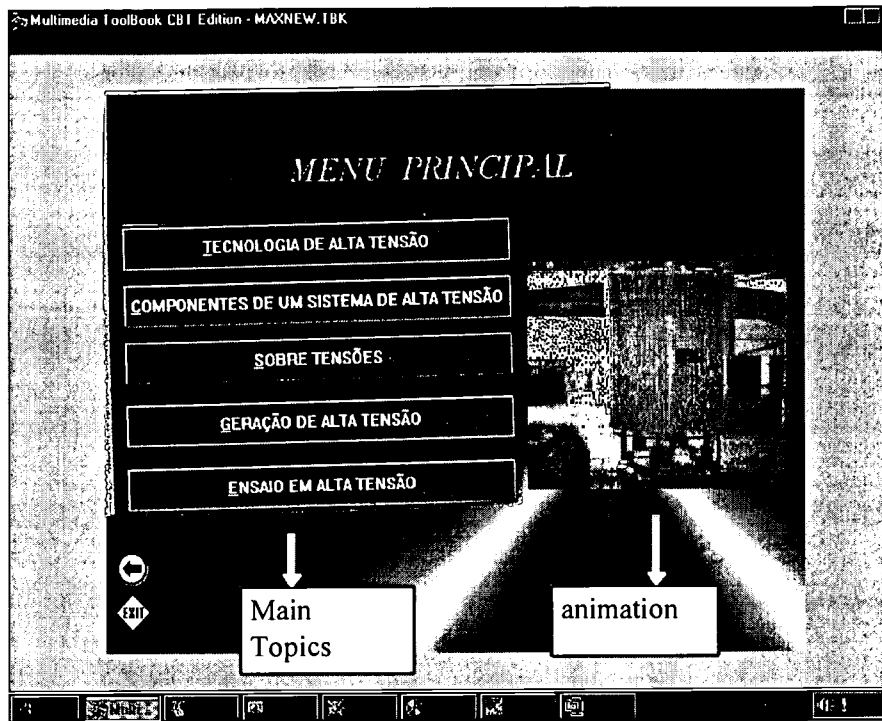 Multimedia ToolBook CBT Edition - MAXNEW.TBK
MENU PRINCIPAL
TECNOLOGIA DE ALTA TENSÃO
COMPONENTES DE UM SISTEMA DE ALTA TENSÃO
SOBRE TENSÕES
GERAÇÃO DE ALTA TENSÃO
ENSAIO EM ALTA TENSÃO
EXIT
Main
Topics
animation